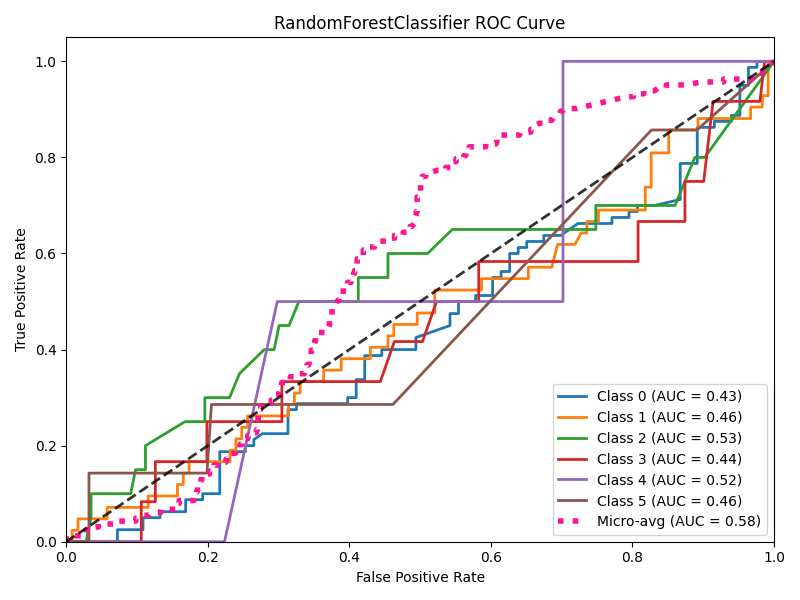 RandomForestClassifier ROC Curve
True Positive Rate
1.0
0.8
0.6
0.4
0.2
0.0
0.0 0.2 0.4 0.6 0.8 1.0
False Positive Rate
Class 0 (AUC = 0.43)
Class 1 (AUC = 0.46)
Class 2 (AUC = 0.53)
Class 3 (AUC = 0.44)
Class 4 (AUC = 0.52)
Class 5 (AUC = 0.46)
Micro-avg (AUC = 0.58)